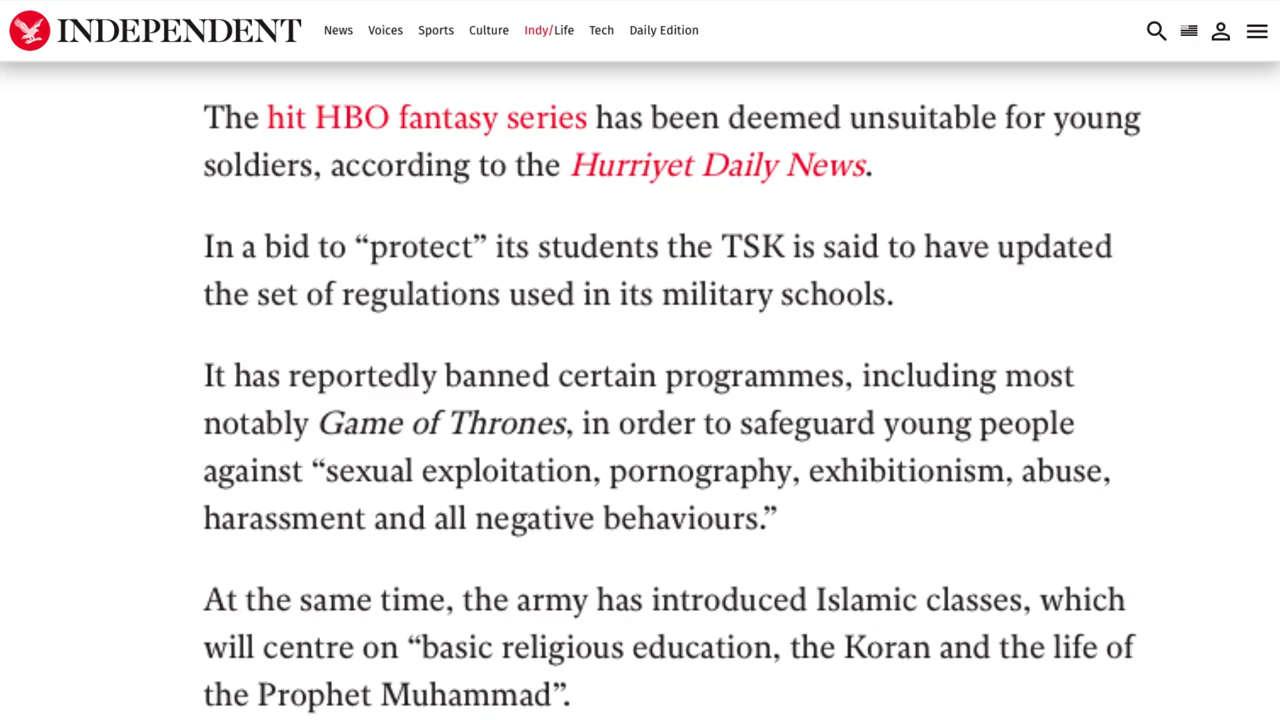 INDEPENDENT News Voices Sports Culture Indy/Life Tech Daily Edition
The hit HBO fantasy series has been deemed unsuitable for young
soldiers, according to the Hurriyet Daily News.
In a bid to “protect” its students the TSK is said to have updated
the set of regulations used in its military schools.
It has reportedly banned certain programmes, including most
notably Game of Thrones, in order to safeguard young people
against “sexual exploitation, pornography, exhibitionism, abuse,
harassment and all negative behaviours.”
At the same time, the army has introduced Islamic classes, which
will centre on “basic religious education, the Koran and the life of
the Prophet Muhammad”.